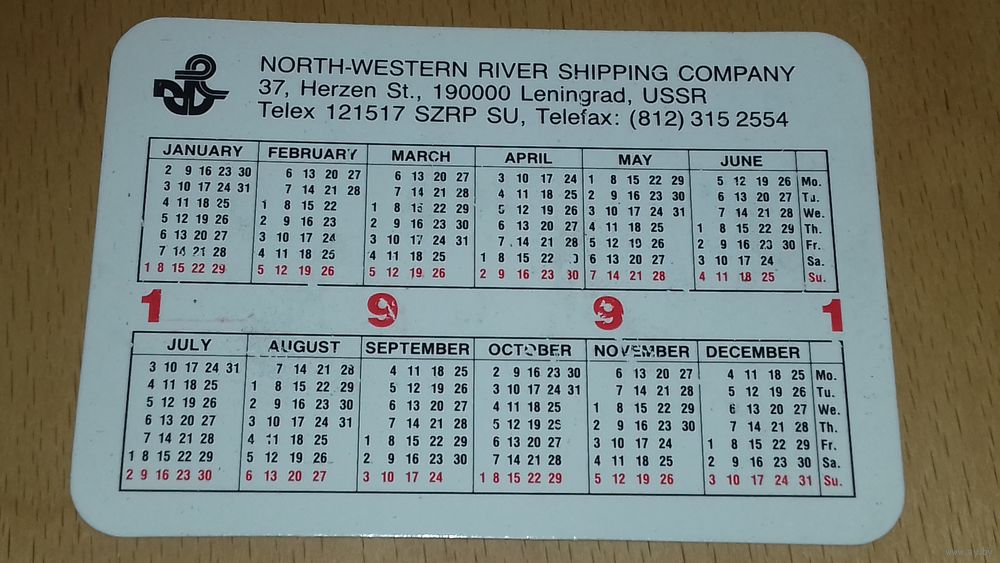 NORTH-WESTERN RIVER SHIPPING COMPANY
37, Herzen St., 190000 Leningrad, USSR
Telex 121517 SZRP SU, Telefax: (812) 315 2554
JANUARY FEBRUARY MARCH APRIL MAY JUNE
2 9 16 23 30 6 13 20 27 6 13 20 27 3 10 17 24 1 8 15 22 29 5 12 19 26 Mo.
3 10 17 24 31 7 14 21 28 7 14 21 28 4 11 18 25 2 9 16 23 30 6 13 20 27 Tu.
4 11 18 25 1 8 15 22 1 8 15 22 29 5 12 19 26 3 10 17 24 31 7 14 21 28 We.
5 12 19 26 2 9 16 23 2 9 16 23 30 6 13 20 27 4 11 18 25 1 8 15 22 29 Th.
6 13 20 27 3 10 17 24 3 10 17 24 31 7 14 21 28 5 12 19 26 2 9 16 23 30 Fr.
7 14 21 28 4 11 18 25 4 11 18 25 1 8 15 22 6 13 20 27 3 10 17 24 Sa.
1 8 15 22 29 5 12 19 26 5 12 19 26 2 9 16 23 30 7 14 21 28 4 11 18 25 Su.
1 9 9 1
JULY AUGUST SEPTEMBER OCTOBER NOVEMBER DECEMBER
3 10 17 24 31 7 14 21 28 4 11 18 25 2 9 16 23 30 6 13 20 27 4 11 18 25 Mo.
4 11 18 25 1 8 15 22 29 5 12 19 26 3 10 17 24 31 7 14 21 28 5 12 19 26 Tu.
5 12 19 26 2 9 16 23 30 6 13 20 27 4 11 18 25 1 8 15 22 29 6 13 20 27 We.
6 13 20 27 3 10 17 24 31 7 14 21 28 5 12 19 26 2 9 16 23 30 7 14 21 28 Th.
7 14 21 28 4 11 18 25 1 8 15 22 29 6 13 20 27 3 10 17 24 1 8 15 22 29 Fr.
1 8 15 22 29 5 12 19 26 2 9 16 23 30 7 14 21 28 4 11 18 25 2 9 16 23 30 Sa.
2 9 16 23 30 6 13 20 27 3 10 17 24 1 8 15 22 29 5 12 19 26 3 10 17 24 31 Su.